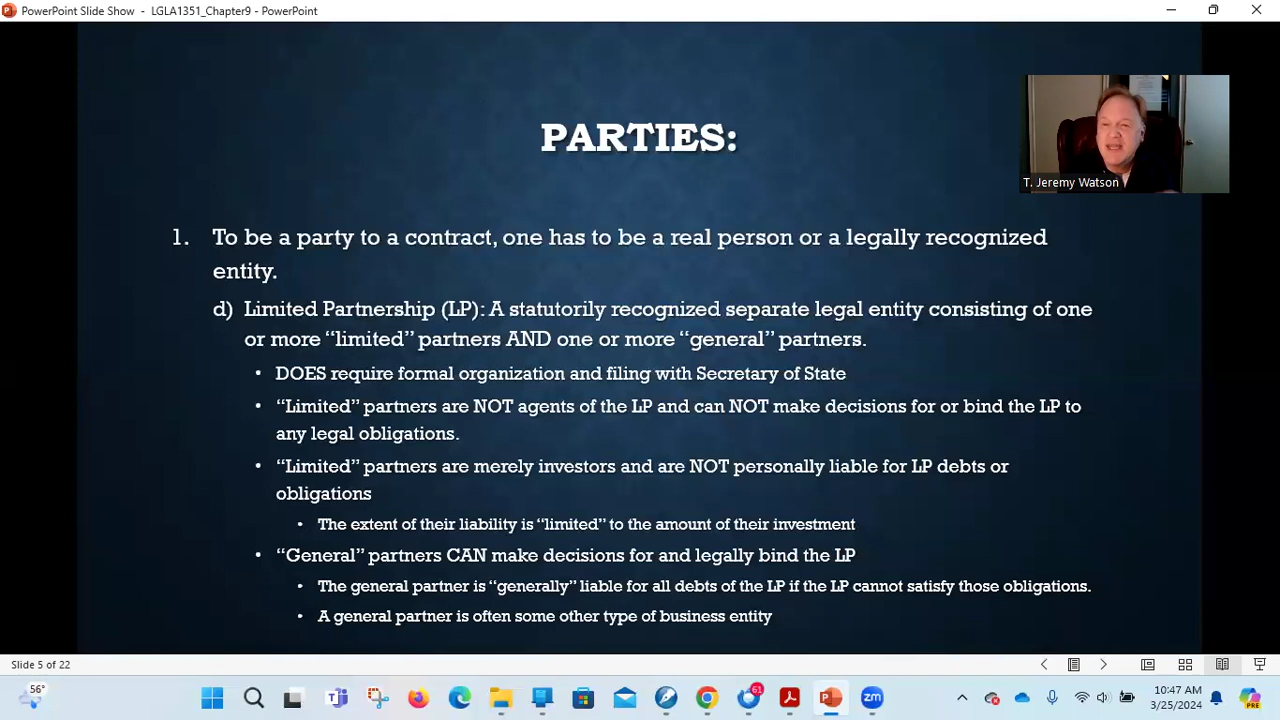 PowerPoint Slide Show - LGLA1351_Chapter9 - PowerPoint
PARTIES:
T. Jeremy Watson
1. To be a party to a contract, one has to be a real person or a legally recognized
entity.
d) Limited Partnership (LP): A statutorily recognized separate legal entity consisting of one
or more “limited” partners AND one or more “general” partners.
• DOES require formal organization and filing with Secretary of State
• “Limited” partners are NOT agents of the LP and can NOT make decisions for or bind the LP to
any legal obligations.
• “Limited” partners are merely investors and are NOT personally liable for LP debts or
obligations
• The extent of their liability is “limited” to the amount of their investment
• “General” partners CAN make decisions for and legally bind the LP
• The general partner is “generally” liable for all debts of the LP if the LP cannot satisfy those obligations.
• A general partner is often some other type of business entity
Slide 5 of 22
56°
61
zm
10:47 AM
3/25/2024
PRE